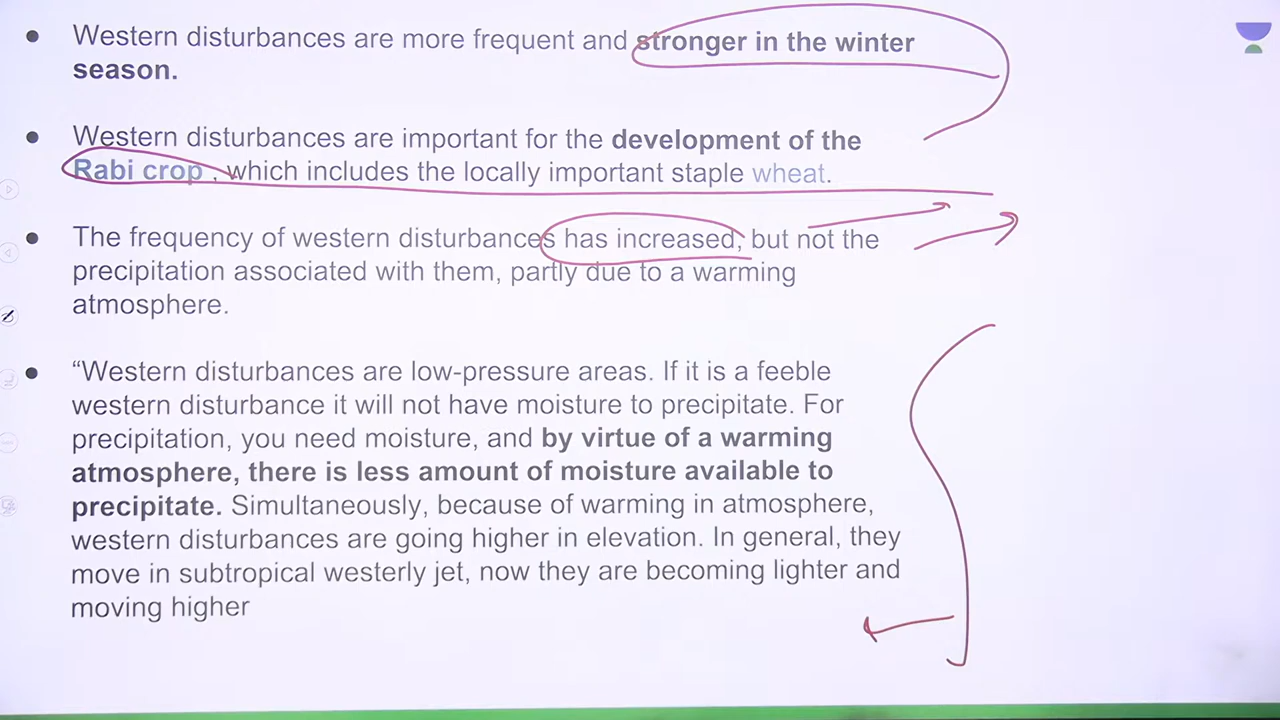 ● Western disturbances are more frequent and stronger in the winter
season.
● Western disturbances are important for the development of the
Rabi crop , which includes the locally important staple wheat.
● The frequency of western disturbances has increased, but not the
precipitation associated with them, partly due to a warming
atmosphere.
● “Western disturbances are low-pressure areas. If it is a feeble
western disturbance it will not have moisture to precipitate. For
precipitation, you need moisture, and by virtue of a warming
atmosphere, there is less amount of moisture available to
precipitate. Simultaneously, because of warming in atmosphere,
western disturbances are going higher in elevation. In general, they
move in subtropical westerly jet, now they are becoming lighter and
moving higher